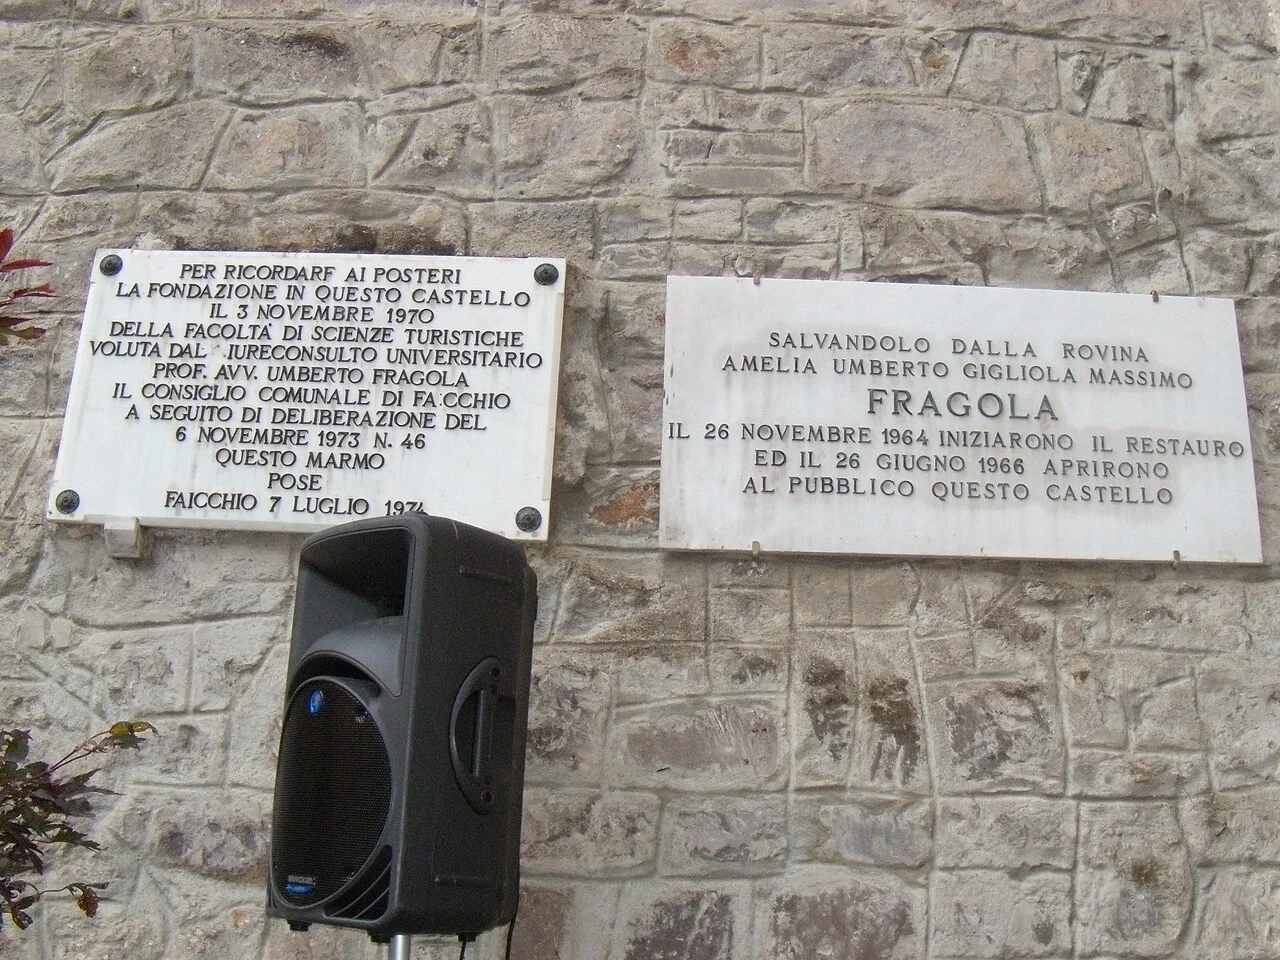 PER RICORDARF AI POSTERI
LA FONDAZIONE IN QUESTO CASTELLO
IL 3 NOVEMBRE 1970
DELLA FACOLTA' DI SCIENZE TURISTICHE
VOLUTA DAL IURECONSULTO UNIVERSITARIO
PROF. AVV. UMBERTO FRAGOLA
IL CONSIGLIO COMUNALE DI FAICCHIO
A SEGUITO DI DELIBERAZIONE DEL
6 NOVEMBRE 1973 N. 46
QUESTO MARMO
POSE
FAICCHIO 7 LUGLIO 1974
SALVANDOLO DALLA ROVINA
AMELIA UMBERTO GIGLIOLA MASSIMO
FRAGOLA
IL 26 NOVEMBRE 1964 INIZIARONO IL RESTAURO
ED IL 26 GIUGNO 1966 APRIRONO
AL PUBBLICO QUESTO CASTELLO